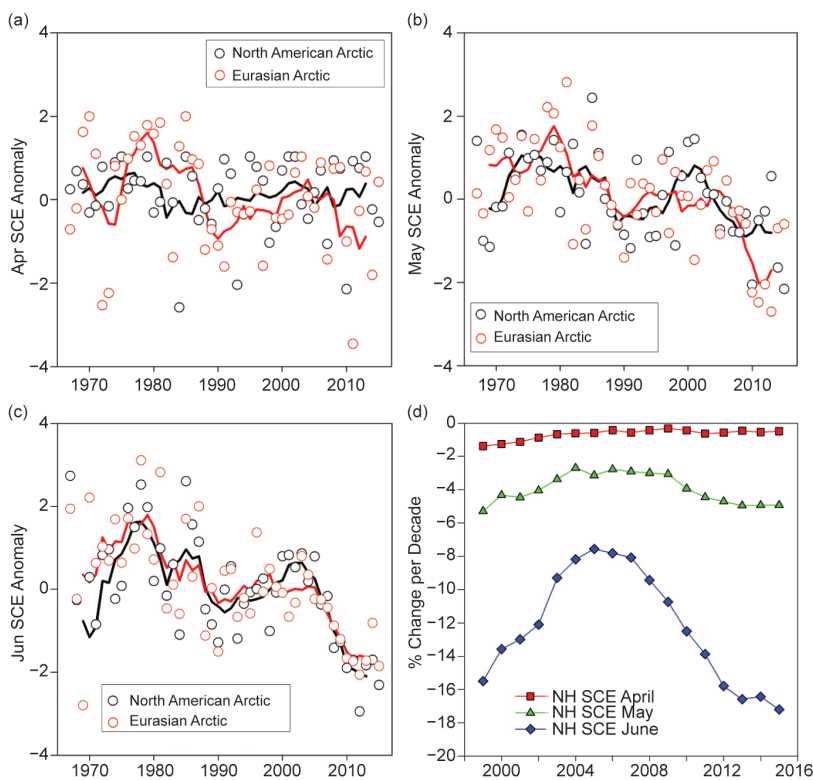 (a)
4
2
0
−2
−4
Apr SCE Anomaly
North American Arctic
Eurasian Arctic
1970 1980 1990 2000 2010
(b)
4
2
0
−2
−4
May SCE Anomaly
North American Arctic
Eurasian Arctic
1970 1980 1990 2000 2010
(c)
4
2
0
−2
−4
Jun SCE Anomaly
North American Arctic
Eurasian Arctic
1970 1980 1990 2000 2010
(d)
0
−2
−4
−6
−8
−10
−12
−14
−16
−18
−20
% Change per Decade
NH SCE April
NH SCE May
NH SCE June
2000 2004 2008 2012 2016